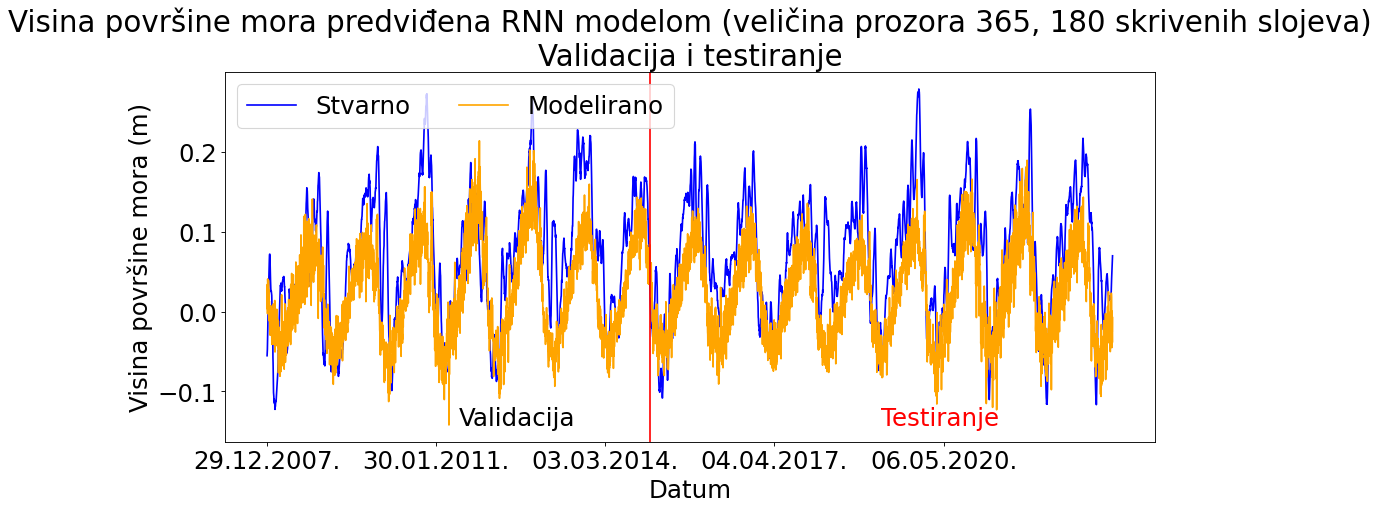 Visina površine mora predviđena RNN modelom (veličina prozora 365, 180 skrivenih slojeva)
Validacija i testiranje
Stvarno
Modelirano
Visina površine mora (m)
0.2
0.1
0.0
−0.1
Validacija
Testiranje
29.12.2007.
30.01.2011.
03.03.2014.
04.04.2017.
06.05.2020.
Datum